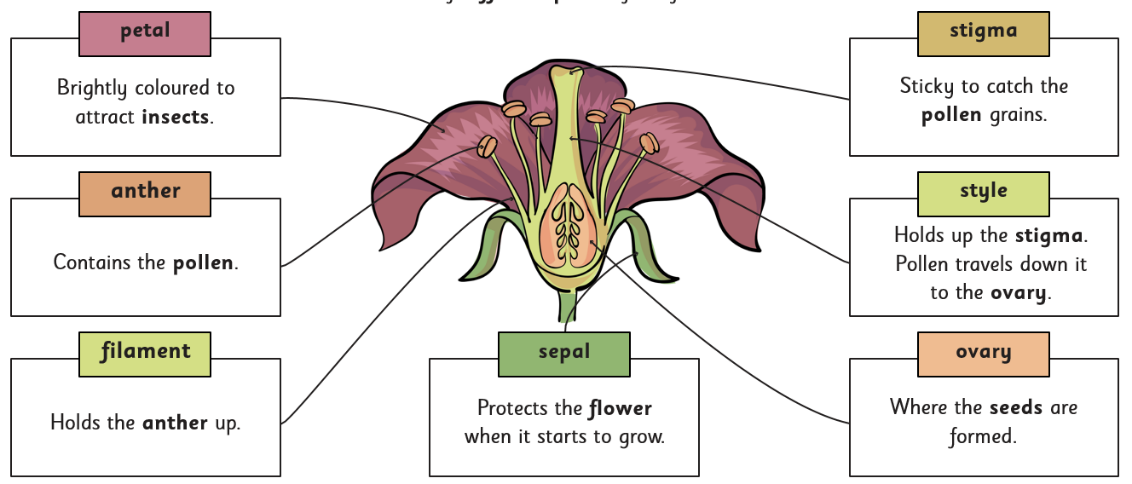 petal
Brightly coloured to
attract insects.
stigma
Sticky to catch the
pollen grains.
anther
Contains the pollen.
style
Holds up the stigma.
Pollen travels down it
to the ovary.
filament
Holds the anther up.
sepal
Protects the flower
when it starts to grow.
ovary
Where the seeds are
formed.